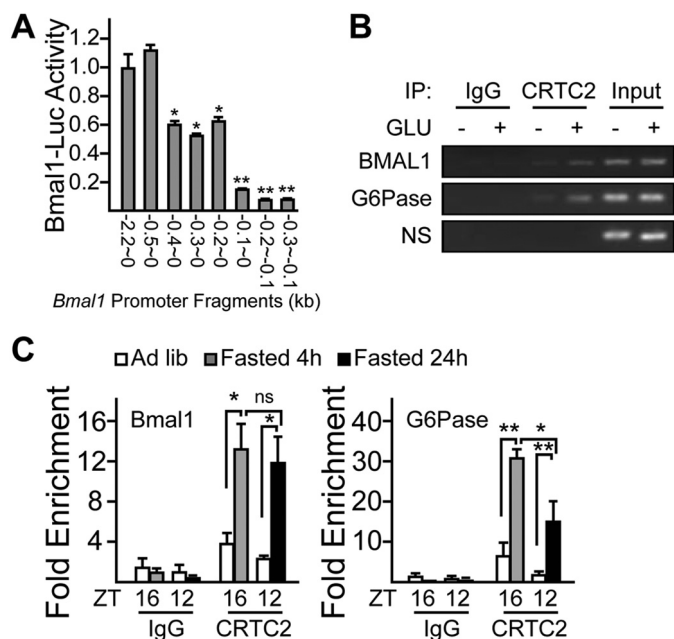 A
Bmal1-Luc Activity
1.2
1.0
0.8
0.6
0.4
0.2
* * * ** ** **
-2.2~0 -0.5~0 -0.4~0 -0.3~0 -0.2~0 -0.1~0 -0.2~-0.1 -0.3~-0.1
Bmal1 Promoter Fragments (kb)
B
IP: IgG CRTC2 Input
GLU - + - + - +
BMAL1
G6Pase
NS
C
Ad lib Fasted 4h Fasted 24h
Fold Enrichment
Bmal1
16
12
8
4
* ns *
ZT 16 12 16 12
IgG CRTC2
Fold Enrichment
G6Pase
40
30
20
10
** * **
ZT 16 12 16 12
IgG CRTC2